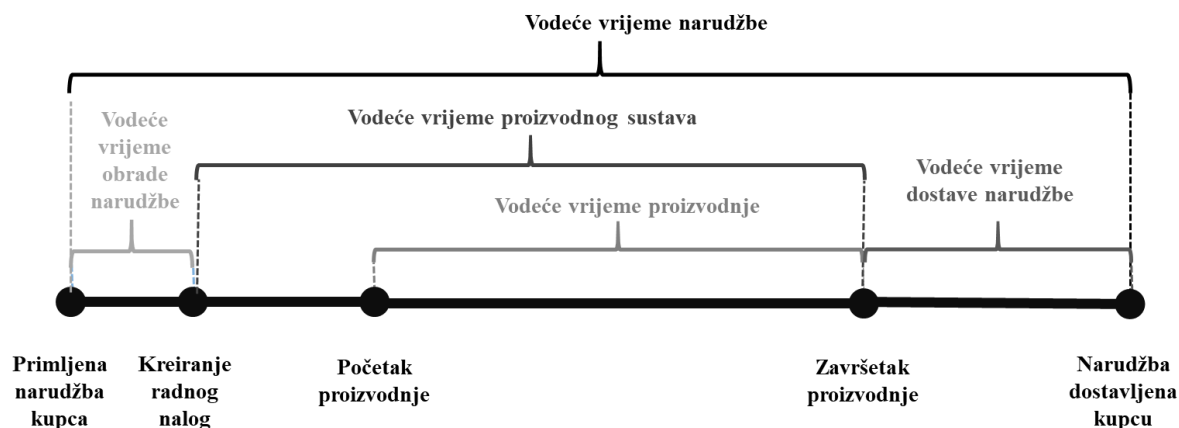 Vodeće vrijeme narudžbe
Vodeće
vrijeme
obrade
narudžbe
Vodeće vrijeme proizvodnog sustava
Vodeće vrijeme proizvodnje
Vodeće vrijeme
dostave narudžbe
Primljena
narudžba
kupca
Kreiranje
radnog
nalog
Početak
proizvodnje
Završetak
proizvodnje
Narudžba
dostavljena
kupcu